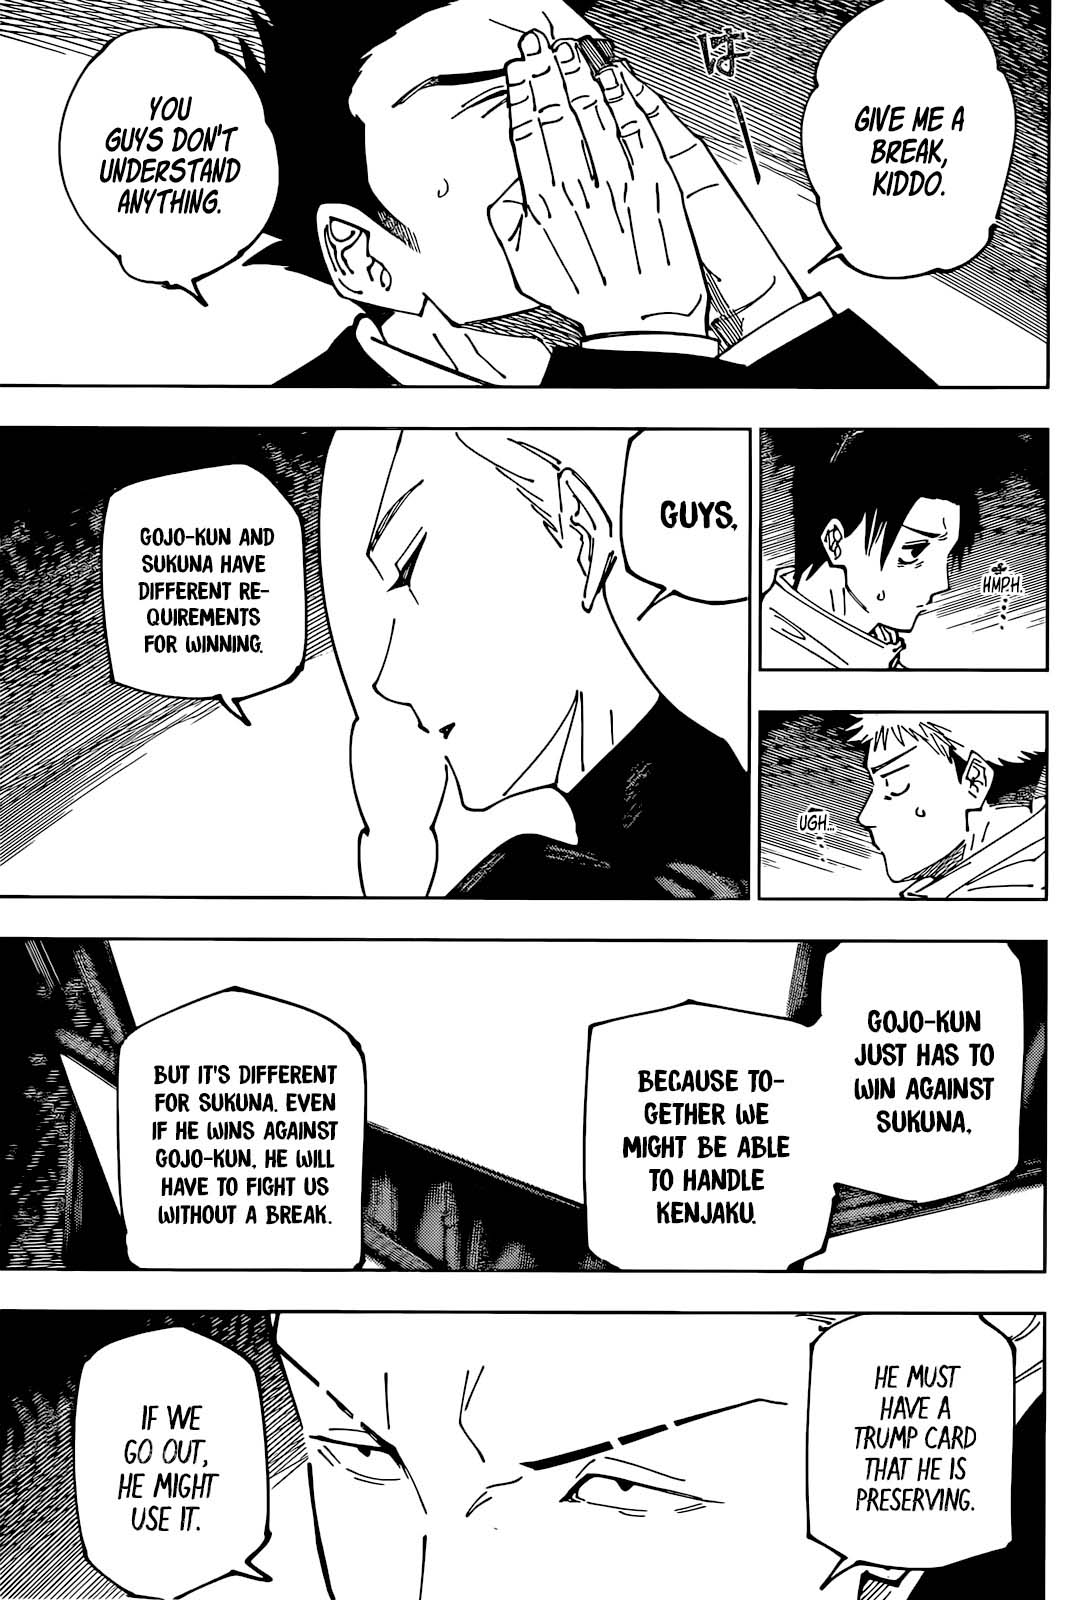 GIVE ME A
BREAK,
KIDDO.
は
YOU
GUYS DON'T
UNDERSTAND
ANYTHING.
HMPH.
UGH...
GUYS,
GOJO-KUN AND
SUKUNA HAVE
DIFFERENT RE-
QUIREMENTS
FOR WINNING.
GOJO-KUN
JUST HAS TO
WIN AGAINST
SUKUNA,
BECAUSE TO-
GETHER WE
MIGHT BE ABLE
TO HANDLE
KENJAKU.
BUT IT'S DIFFERENT
FOR SUKUNA. EVEN
IF HE WINS AGAINST
GOJO-KUN, HE WILL
HAVE TO FIGHT US
WITHOUT A BREAK.
HE MUST
HAVE A
TRUMP CARD
THAT HE IS
PRESERVING.
IF WE
GO OUT,
HE MIGHT
USE IT.